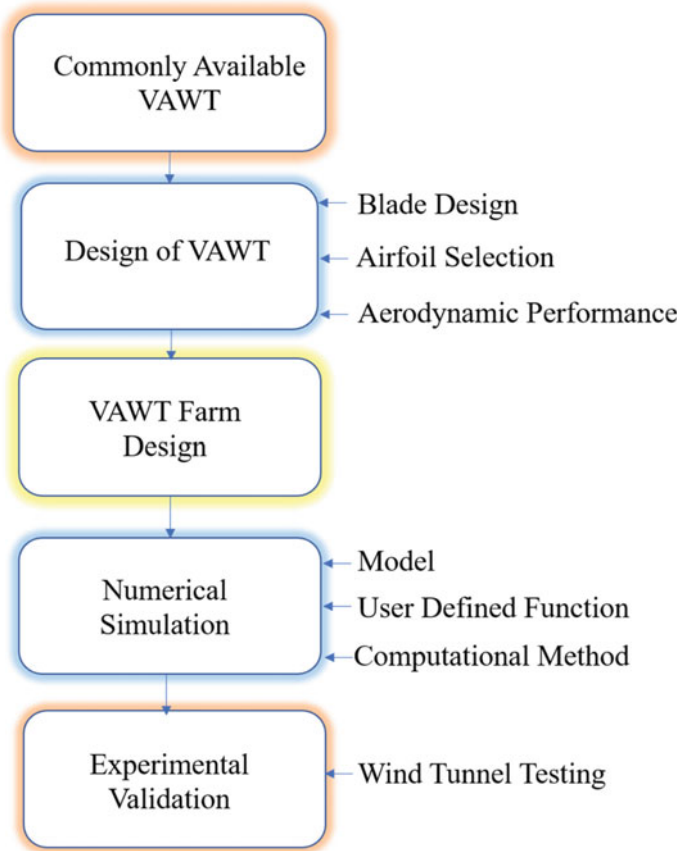 Commonly Available
VAWT
Design of VAWT
Blade Design
Airfoil Selection
Aerodynamic Performance
VAWT Farm
Design
Numerical
Simulation
Model
User Defined Function
Computational Method
Experimental
Validation
Wind Tunnel Testing